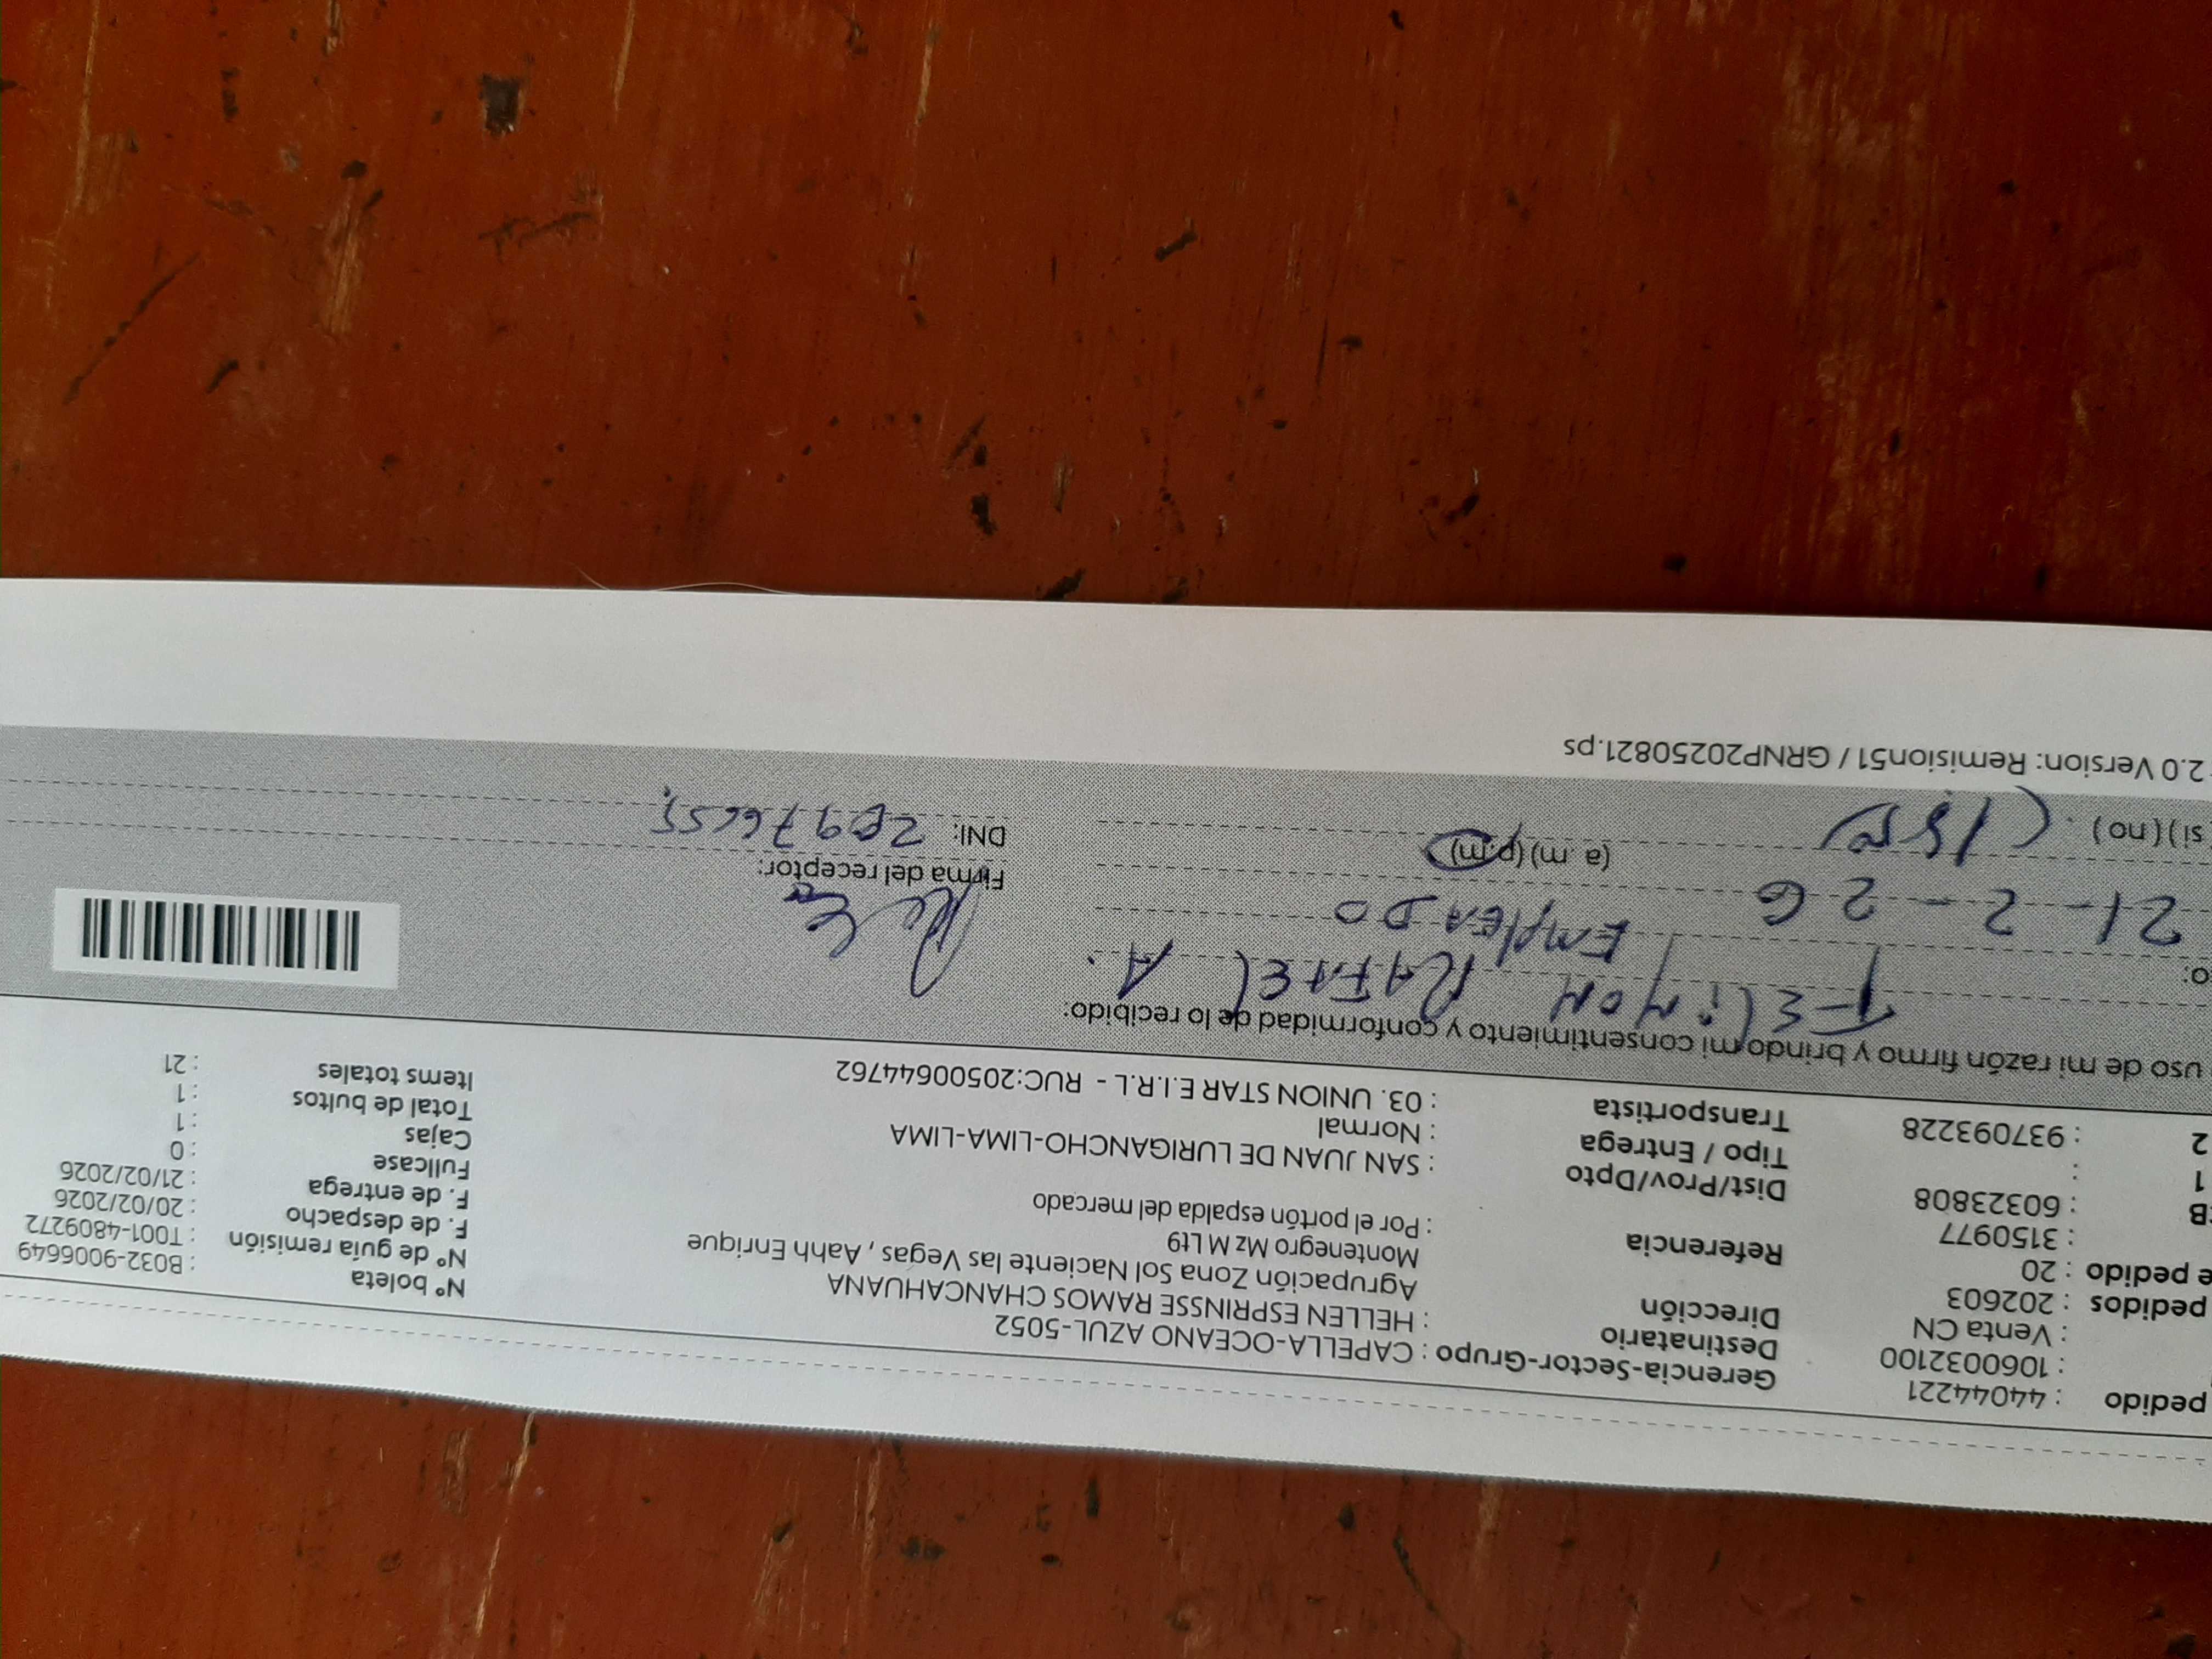 pedido : 44044221
: 1060032100
: Venta CN
pedidos : 202603
e pedido : 20
: 3150977
B : 60323808
1 :
2 : 937093228
Gerencia-Sector-Grupo : CAPELLA-OCEANO AZUL-5052
Destinatario : HELLEN ESPRINSSE RAMOS CHANCAHUANA
Dirección Agrupación Zona Sol Naciente las Vegas , Aahh Enrique
Montenegro Mz M Lt9
Referencia : Por el portón espalda del mercado
Dist/Prov/Dpto : SAN JUAN DE LURIGANCHO-LIMA-LIMA
Tipo / Entrega : Normal
Transportista : 03. UNION STAR E.I.R.L - RUC:20500644762
Nº boleta : B032-9006649
Nº de guía remisión : T001-4809272
F. de despacho : 20/02/2026
F. de entrega : 21/02/2026
Fullcase : 0
Cajas : 1
Total de bultos : 1
Items totales : 21
uso de mi razón firmo y brindo mi consentimiento y conformidad de lo recibido:
FELiMON RAFAEL A.
o: EMPLEADO
21-2-26
(a. m) (p.m)
si) (no)
Firma del receptor:
DNI: 20976655
2.0 Version: Remision51 / GRNP20250821.ps